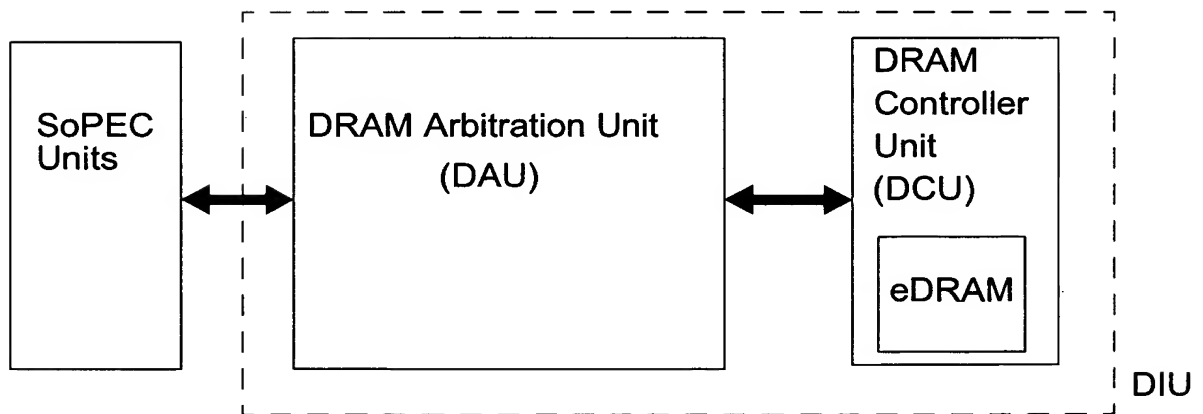 SoPEC
Units
DRAM Arbitration Unit
(DAU)
DRAM
Controller
Unit
(DCU)
eDRAM
DIU